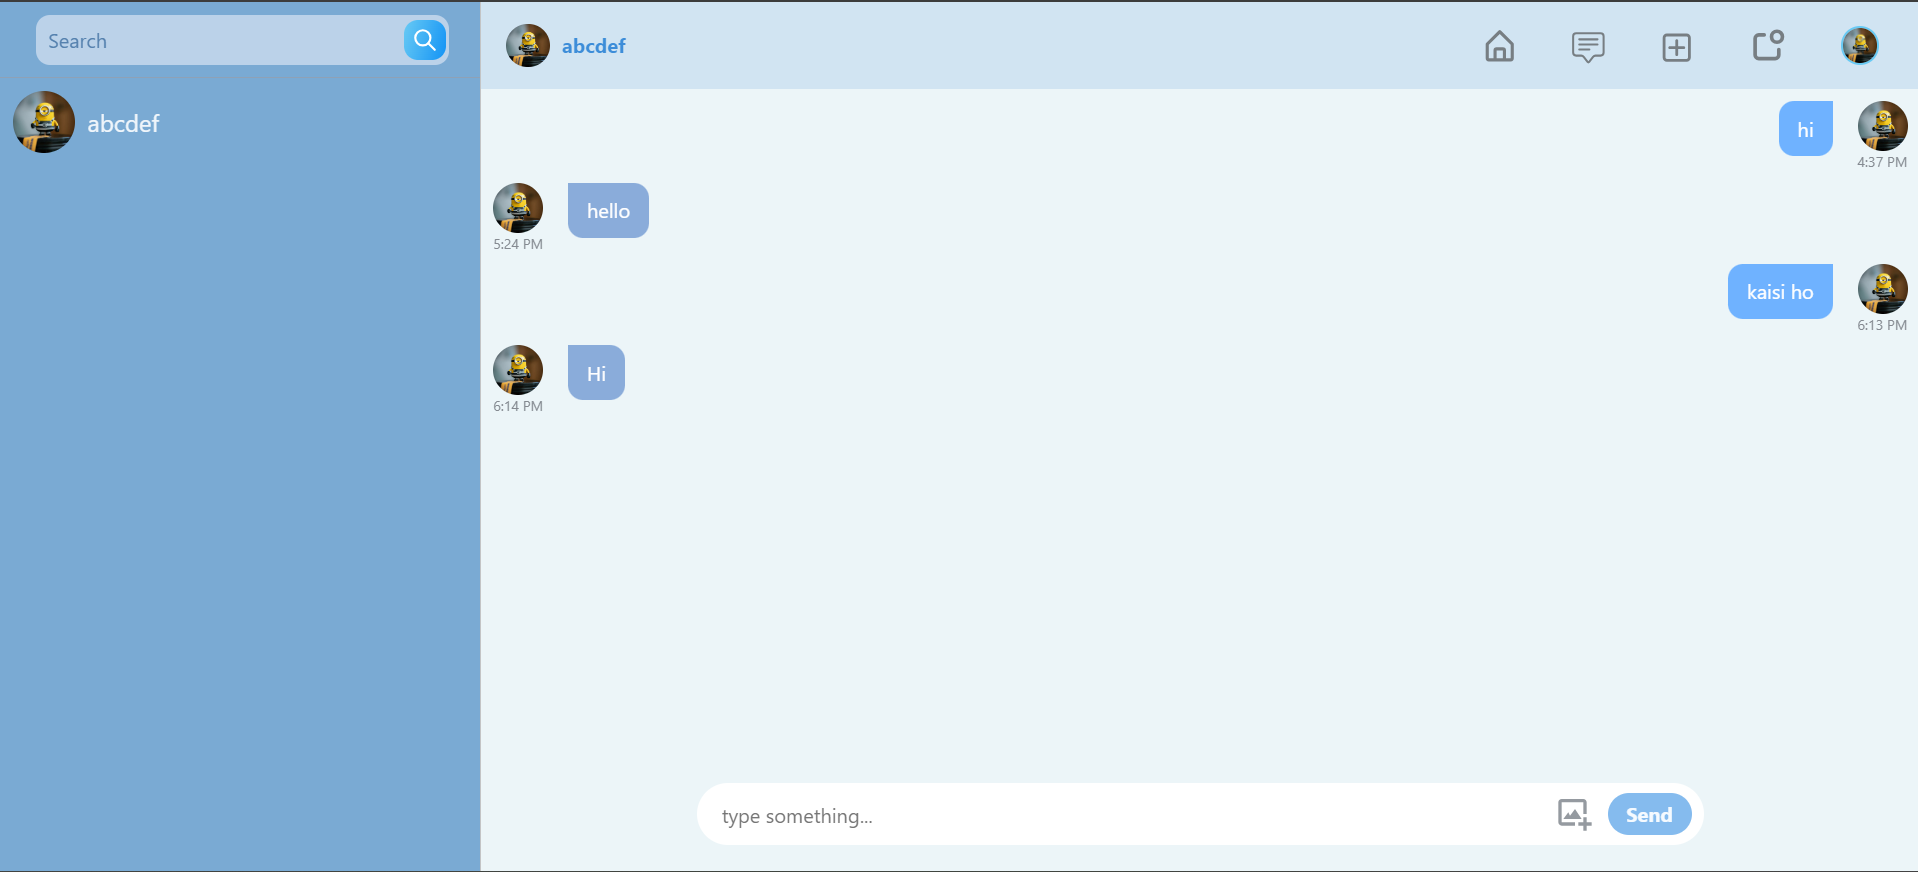 Search
abcdef
abcdef
hi
4:37 PM
hello
5:24 PM
kaisi ho
6:13 PM
Hi
6:14 PM
type something...
Send